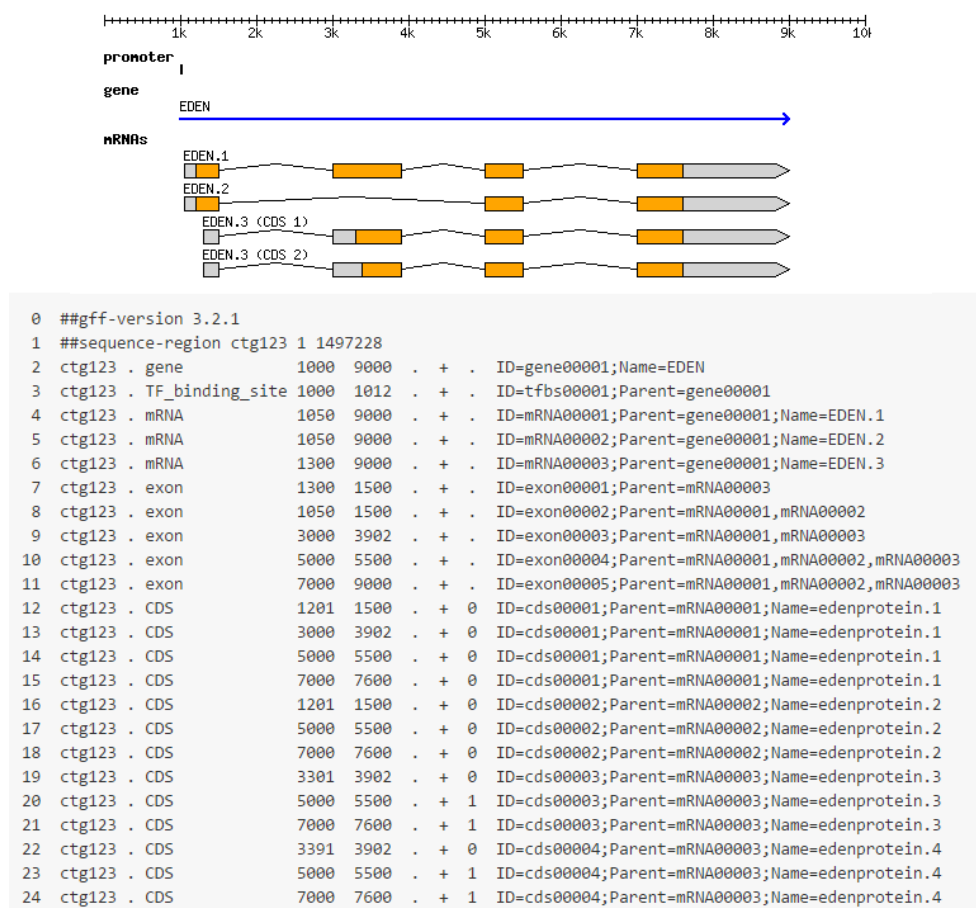 1k 2k 3k 4k 5k 6k 7k 8k 9k 10k
promoter
gene
EDEN
mRNAs
EDEN.1
EDEN.2
EDEN.3 (CDS 1)
EDEN.3 (CDS 2)
0 ##gff-version 3.2.1
1 ##sequence-region ctg123 1 1497228
2 ctg123 . gene 1000 9000 . + . ID=gene00001;Name=EDEN
3 ctg123 . TF_binding_site 1000 1012 . + . ID=tfbs00001;Parent=gene00001
4 ctg123 . mRNA 1050 9000 . + . ID=mRNA00001;Parent=gene00001;Name=EDEN.1
5 ctg123 . mRNA 1050 9000 . + . ID=mRNA00002;Parent=gene00001;Name=EDEN.2
6 ctg123 . mRNA 1300 9000 . + . ID=mRNA00003;Parent=gene00001;Name=EDEN.3
7 ctg123 . exon 1300 1500 . + . ID=exon00001;Parent=mRNA00003
8 ctg123 . exon 1050 1500 . + . ID=exon00002;Parent=mRNA00001,mRNA00002
9 ctg123 . exon 3000 3902 . + . ID=exon00003;Parent=mRNA00001,mRNA00003
10 ctg123 . exon 5000 5500 . + . ID=exon00004;Parent=mRNA00001,mRNA00002,mRNA00003
11 ctg123 . exon 7000 9000 . + . ID=exon00005;Parent=mRNA00001,mRNA00002,mRNA00003
12 ctg123 . CDS 1201 1500 . + 0 ID=cds00001;Parent=mRNA00001;Name=edenprotein.1
13 ctg123 . CDS 3000 3902 . + 0 ID=cds00001;Parent=mRNA00001;Name=edenprotein.1
14 ctg123 . CDS 5000 5500 . + 0 ID=cds00001;Parent=mRNA00001;Name=edenprotein.1
15 ctg123 . CDS 7000 7600 . + 0 ID=cds00001;Parent=mRNA00001;Name=edenprotein.1
16 ctg123 . CDS 1201 1500 . + 0 ID=cds00002;Parent=mRNA00002;Name=edenprotein.2
17 ctg123 . CDS 5000 5500 . + 0 ID=cds00002;Parent=mRNA00002;Name=edenprotein.2
18 ctg123 . CDS 7000 7600 . + 0 ID=cds00002;Parent=mRNA00002;Name=edenprotein.2
19 ctg123 . CDS 3301 3902 . + 0 ID=cds00003;Parent=mRNA00003;Name=edenprotein.3
20 ctg123 . CDS 5000 5500 . + 1 ID=cds00003;Parent=mRNA00003;Name=edenprotein.3
21 ctg123 . CDS 7000 7600 . + 1 ID=cds00003;Parent=mRNA00003;Name=edenprotein.3
22 ctg123 . CDS 3391 3902 . + 0 ID=cds00004;Parent=mRNA00003;Name=edenprotein.4
23 ctg123 . CDS 5000 5500 . + 1 ID=cds00004;Parent=mRNA00003;Name=edenprotein.4
24 ctg123 . CDS 7000 7600 . + 1 ID=cds00004;Parent=mRNA00003;Name=edenprotein.4